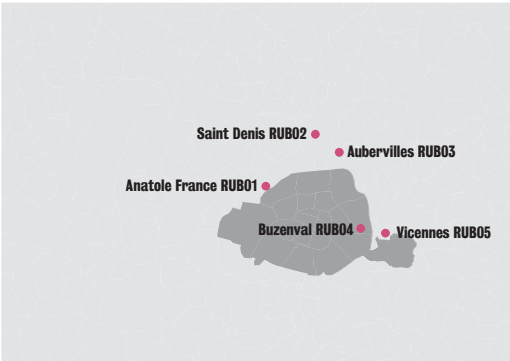 Saint Denis RUB02
Aubervilles RUB03
Anatole France RUB01
Buzenval RUB04
Vicennes RUB05